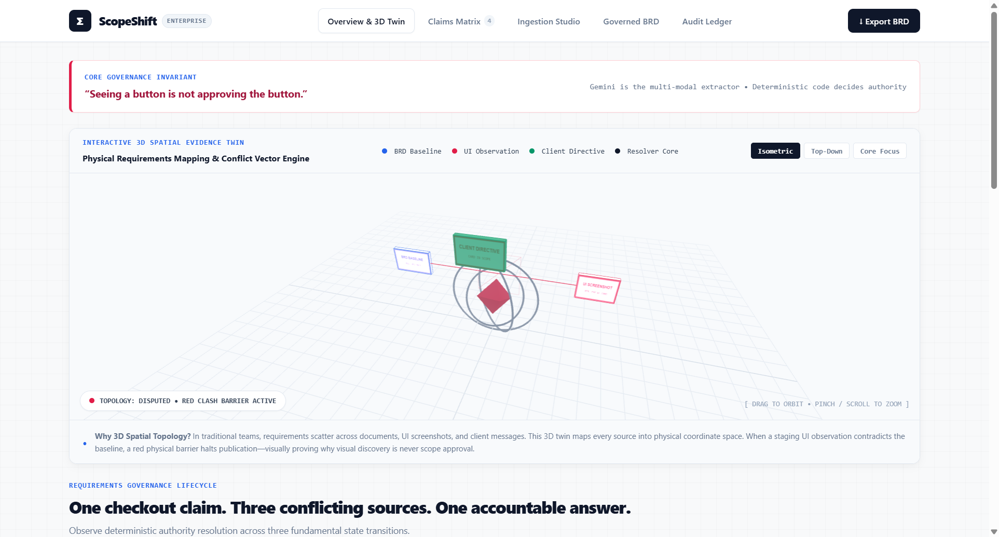 Σ
ScopeShift ENTERPRISE
Overview & 3D Twin
Claims Matrix 4
Ingestion Studio
Governed BRD
Audit Ledger
↓ Export BRD
CORE GOVERNANCE INVARIANT
“Seeing a button is not approving the button.”
Gemini is the multi-modal extractor • Deterministic code decides authority
INTERACTIVE 3D SPATIAL EVIDENCE TWIN
Physical Requirements Mapping & Conflict Vector Engine
BRD Baseline
UI Observation
Client Directive
Resolver Core
Isometric
Top-Down
Core Focus
CLIENT DIRECTIVE
BRD BASELINE
UI SCREENSHOT
TOPOLOGY: DISPUTED • RED CLASH BARRIER ACTIVE
[ DRAG TO ORBIT • PINCH / SCROLL TO ZOOM ]
Why 3D Spatial Topology? In traditional teams, requirements scatter across documents, UI screenshots, and client messages. This 3D twin maps every source into physical coordinate space. When a staging UI observation contradicts the
baseline, a red physical barrier halts publication—visually proving why visual discovery is never scope approval.
REQUIREMENTS GOVERNANCE LIFECYCLE
One checkout claim. Three conflicting sources. One accountable answer.
Observe deterministic authority resolution across three fundamental state transitions.